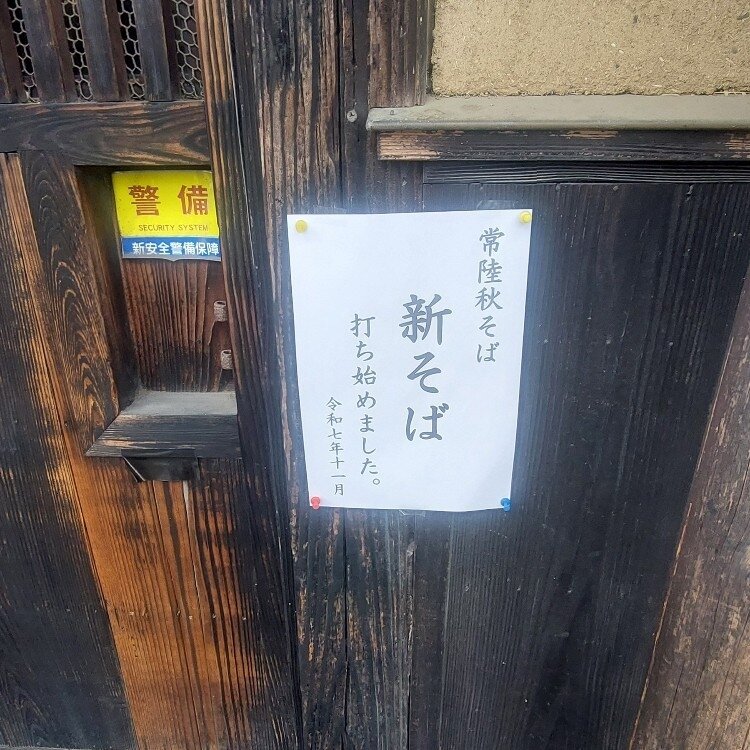 常陸秋そば
新そば
打ち始めました。
令和七年十一月
警備
SECURITY SYSTEM
新安全警備保障